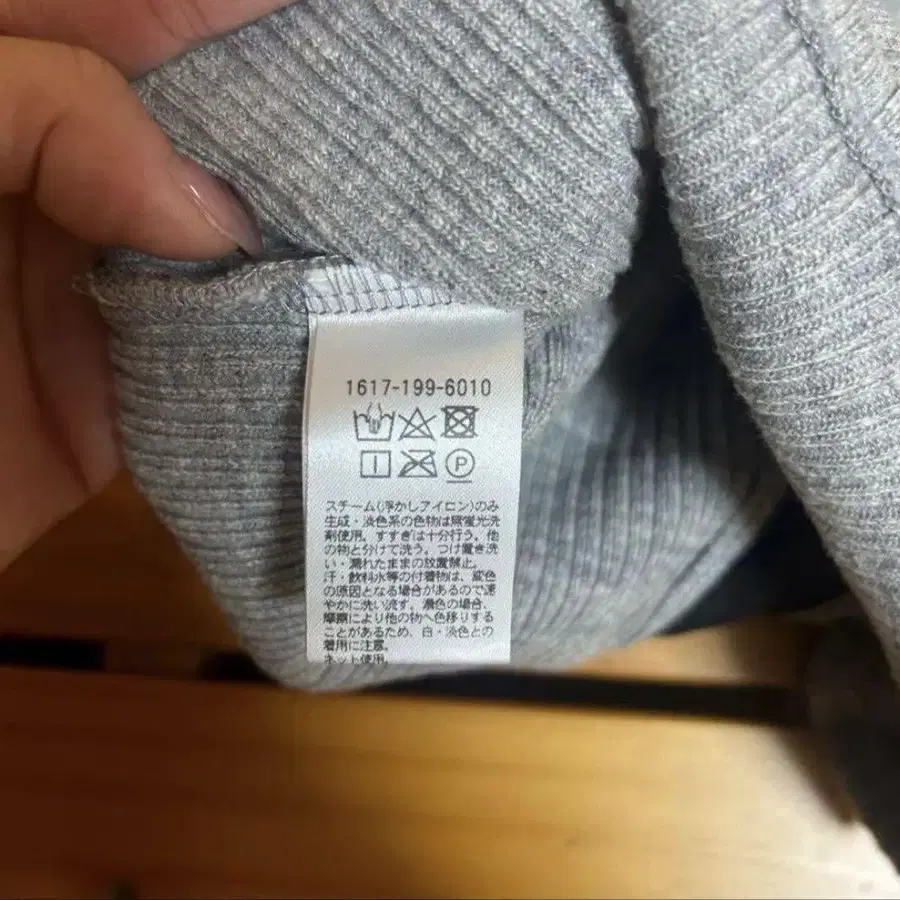 1617-199-6010
P
スチーム(浮かしアイロン)のみ
生成・淡色系の色物は無蛍光洗
剤使用。すすぎは十分行う。他
の物と分けて洗う。つけ置き洗
い・濡れたままの放置禁止。
汗・飲料水等の付着物は、変色
の原因となる場合があるので速
やかに洗い流す。濃色の場合、
摩擦により他の物へ色移りする
ことがあるため、白・淡色との
着用に注意。
ネット使用。